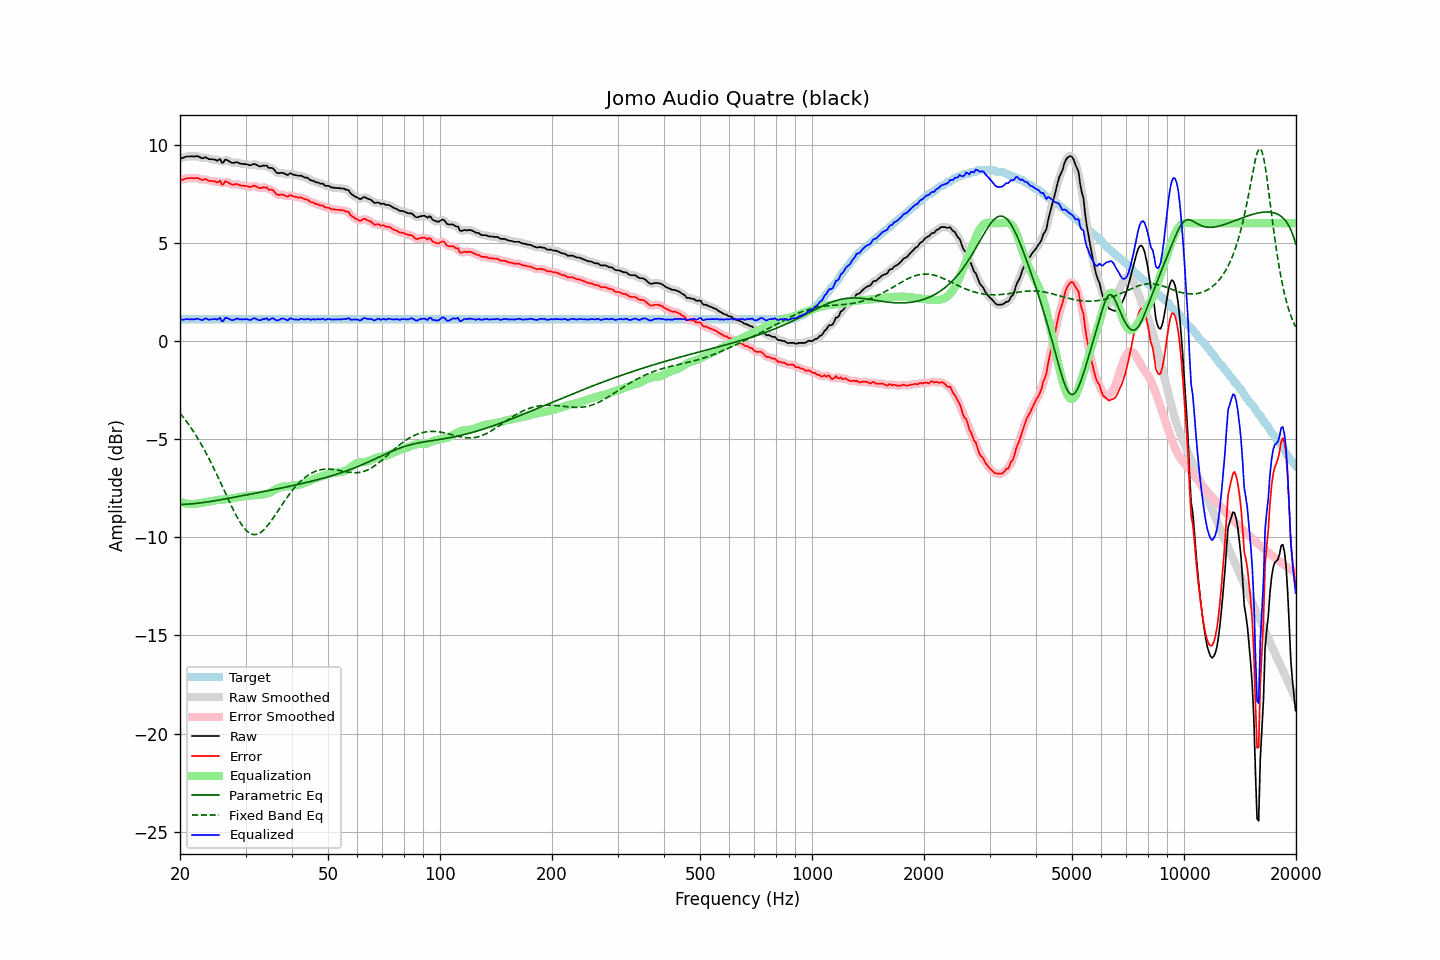 Jomo Audio Quatre (black)
Amplitude (dBr)
10
5
0
−5
−10
−15
−20
−25
Target
Raw Smoothed
Error Smoothed
Raw
Error
Equalization
Parametric Eq
Fixed Band Eq
Equalized
20 50 100 200 500 1000 2000 5000 10000 20000
Frequency (Hz)